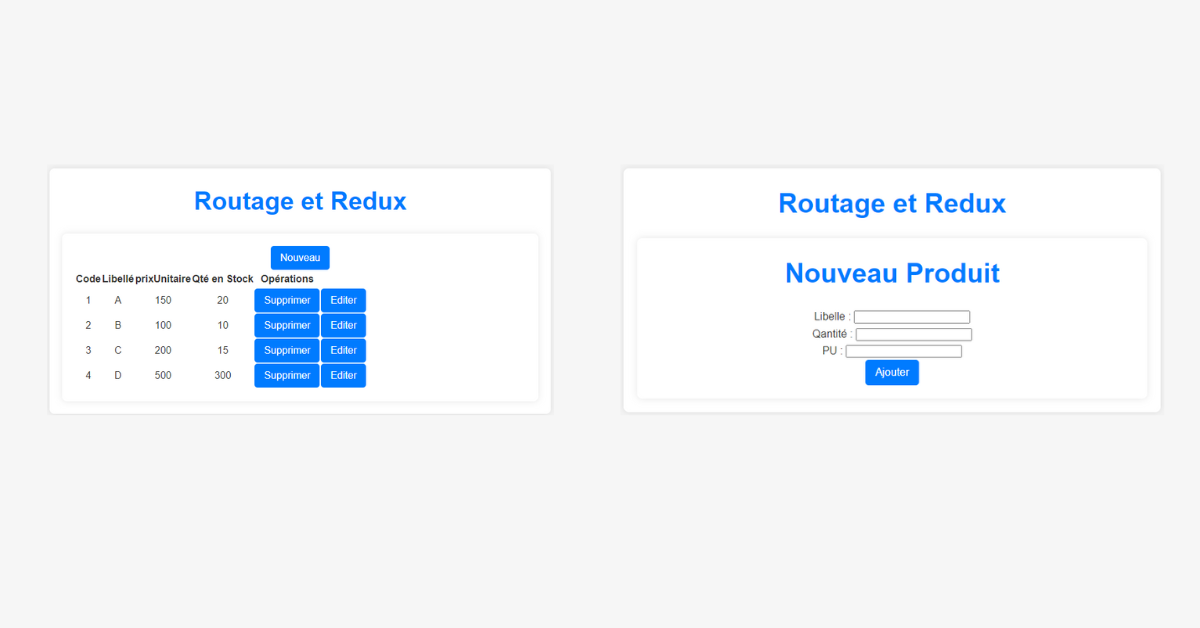 Routage et Redux
Nouveau
Code Libellé prixUnitaire Qté en Stock Opérations
1 A 150 20 Supprimer Editer
2 B 100 10 Supprimer Editer
3 C 200 15 Supprimer Editer
4 D 500 300 Supprimer Editer
Routage et Redux
Nouveau Produit
Libelle :
Qantité :
PU :
Ajouter